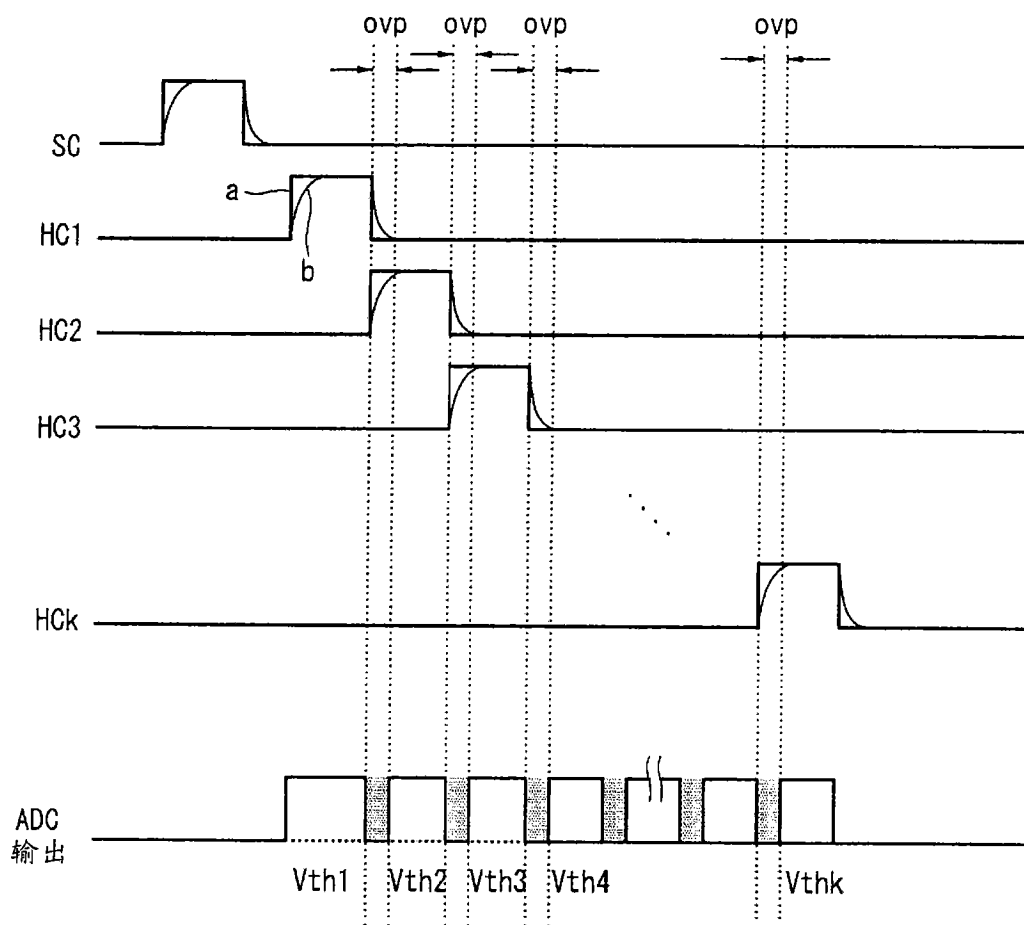 ovp ovp ovp ovp
SC
a
HC1
b
HC2
HC3
HCk
ADC
输出
Vth1 Vth2 Vth3 Vth4 Vthk